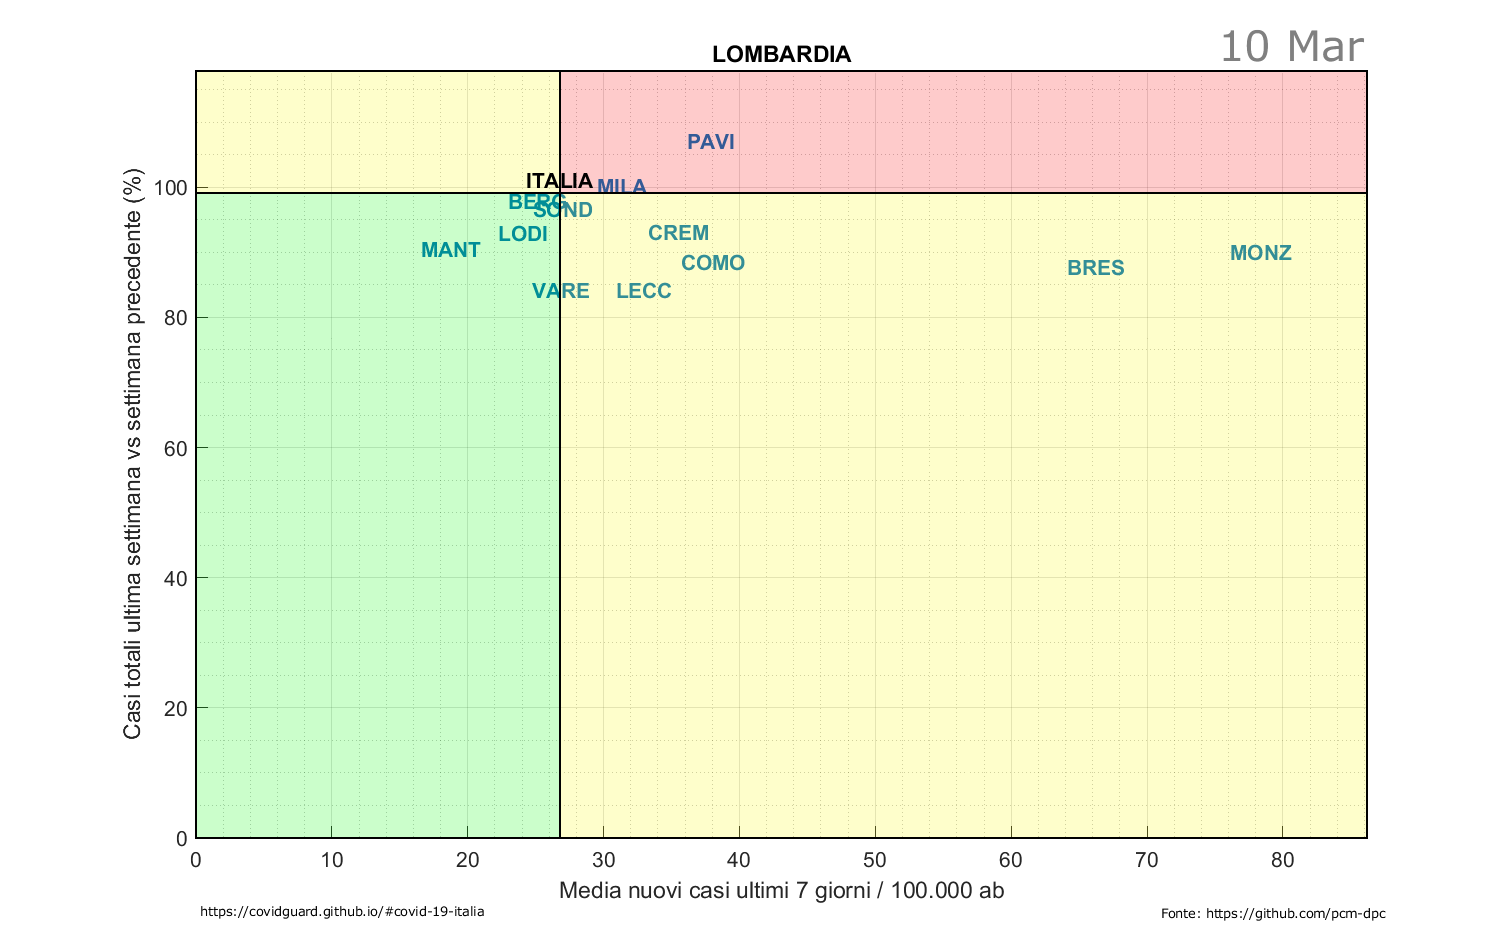 10 Mar
LOMBARDIA
PAVI
ITALIA
MILA
BERG
SOND
LODI
CREM
MANT
COMO
BRES
MONZ
VARE
LECC
Casi totali ultima settimana vs settimana precedente (%)
100
80
60
40
20
0
0 10 20 30 40 50 60 70 80
Media nuovi casi ultimi 7 giorni / 100.000 ab
https://covidguard.github.io/#covid-19-italia
Fonte: https://github.com/pcm-dpc